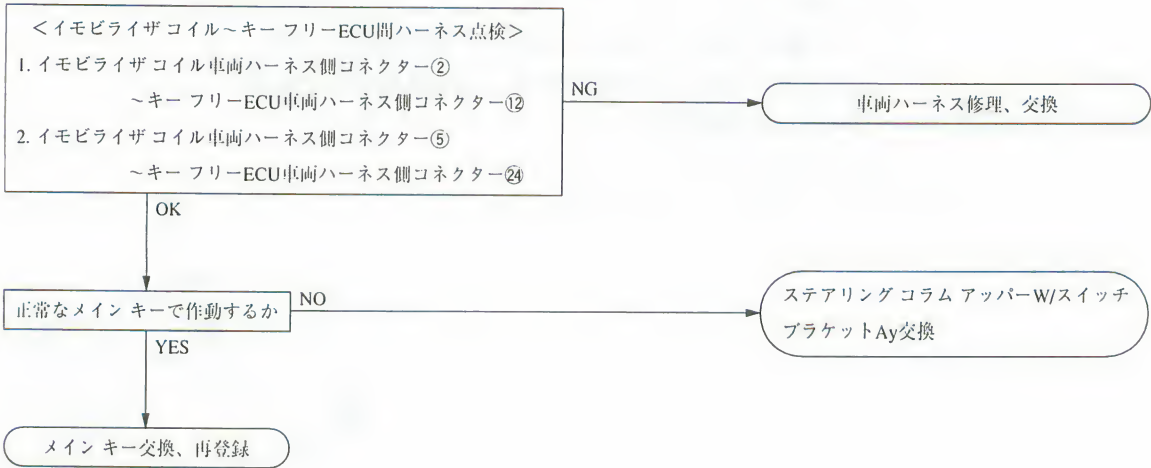 ＜イモビライザ コイル～キー フリーECU間ハーネス点検＞
1. イモビライザ コイル車両ハーネス側コネクター②
～キー フリーECU車両ハーネス側コネクター⑫
2. イモビライザ コイル車両ハーネス側コネクター⑤
～キー フリーECU車両ハーネス側コネクター㉔
NG
車両ハーネス修理、交換
OK
正常なメイン キーで作動するか
NO
ステアリング コラム アッパーW/スイッチ
ブラケットAy交換
YES
メイン キー交換、再登録